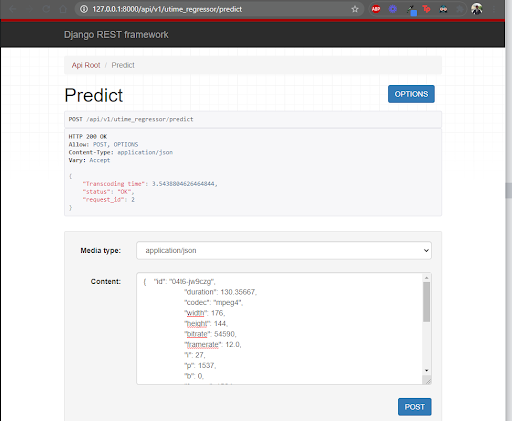 127.0.0.1:8000/api/v1/utime_regressor/predict
ABP
Django REST framework
Api Root / Predict
Predict
OPTIONS
POST /api/v1/utime_regressor/predict
HTTP 200 OK
Allow: POST, OPTIONS
Content-Type: application/json
Vary: Accept
{
"Transcoding time": 3.5438804626464844,
"status": "OK",
"request_id": 2
}
Media type:
application/json
Content:
{ "id": "04t6-jw9czg",
"duration": 130.35667,
"codec": "mpeg4",
"width": 176,
"height": 144,
"bitrate": 54590,
"framerate": 12.0,
"i": 27,
"p": 1537,
"b": 0,
POST